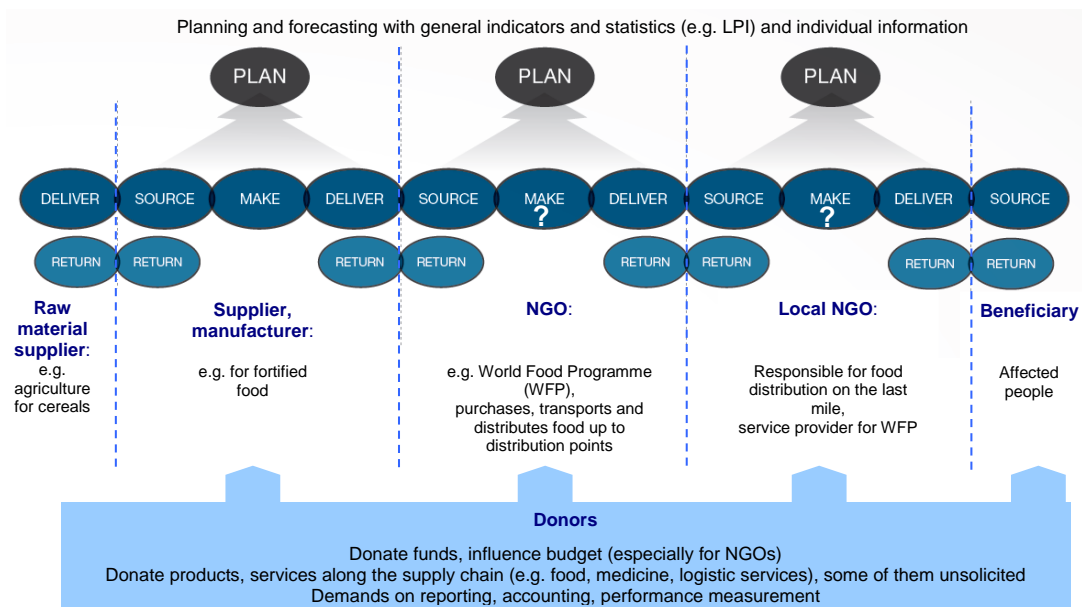 Planning and forecasting with general indicators and statistics (e.g. LPI) and individual information
PLAN PLAN PLAN
DELIVER SOURCE MAKE DELIVER SOURCE MAKE DELIVER SOURCE MAKE DELIVER SOURCE
? ?
RETURN RETURN RETURN RETURN RETURN RETURN RETURN RETURN
Raw
material
supplier:
e.g.
agriculture
for cereals
Supplier,
manufacturer:
e.g. for fortified
food
NGO:
e.g. World Food Programme
(WFP),
purchases, transports and
distributes food up to
distribution points
Local NGO:
Responsible for food
distribution on the last
mile,
service provider for WFP
Beneficiary
Affected
people
Donors
Donate funds, influence budget (especially for NGOs)
Donate products, services along the supply chain (e.g. food, medicine, logistic services), some of them unsolicited
Demands on reporting, accounting, performance measurement